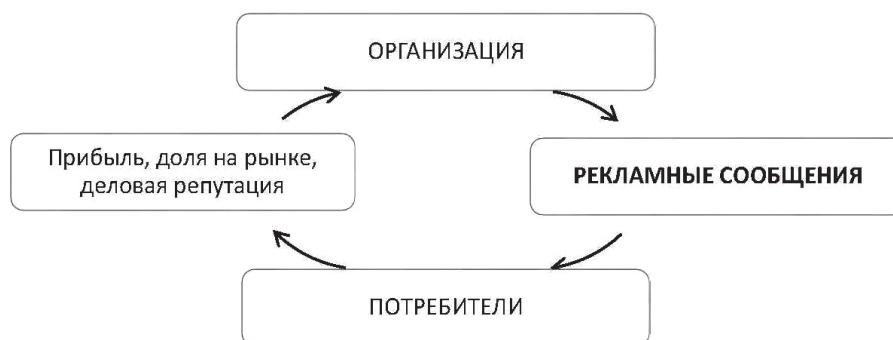 ОРГАНИЗАЦИЯ
Прибыль, доля на рынке,
деловая репутация
РЕКЛАМНЫЕ СООБЩЕНИЯ
ПОТРЕБИТЕЛИ